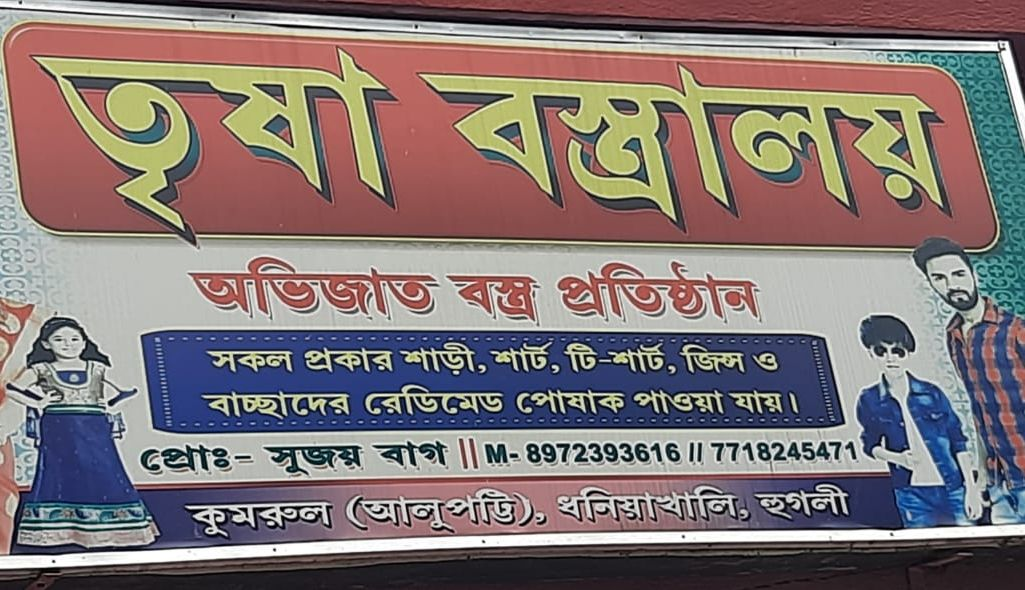 তৃষা বস্ত্রালয়
অভিজাত বস্ত্র প্রতিষ্ঠান
সকল প্রকার শাড়ী, শার্ট, টি-শার্ট, জিন্স ও
বাচ্ছাদের রেডিমেড পোষাক পাওয়া যায়।
প্রোঃ- সুজয় বাগ || M- 8972393616 // 7718245471
কুমরুল (আলুপট্টি), ধনিয়াখালি, হুগলী